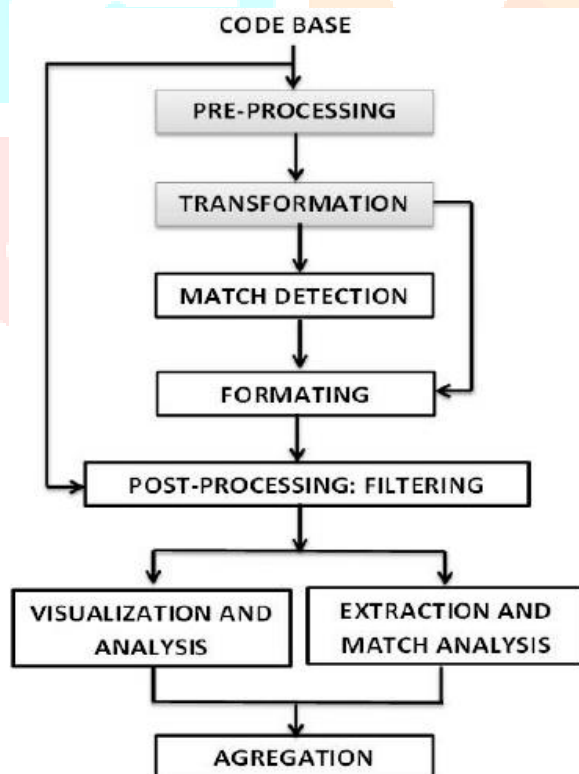 CODE BASE
PRE-PROCESSING
TRANSFORMATION
MATCH DETECTION
FORMATING
POST-PROCESSING: FILTERING
VISUALIZATION AND
ANALYSIS
EXTRACTION AND
MATCH ANALYSIS
AGREGATION